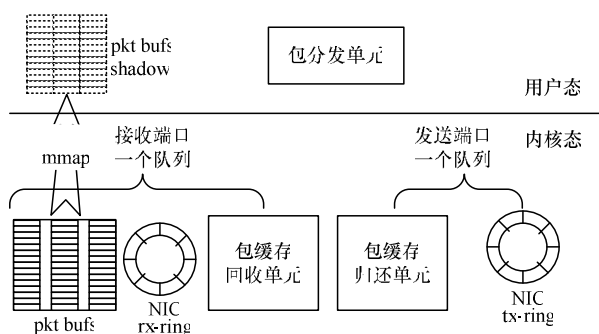 pkt bufs
shadow
包分发单元
用户态
内核态
mmap
接收端口
一个队列
发送端口
一个队列
包缓存
回收单元
包缓存
归还单元
pkt bufs
NIC
rx-ring
NIC
tx-ring